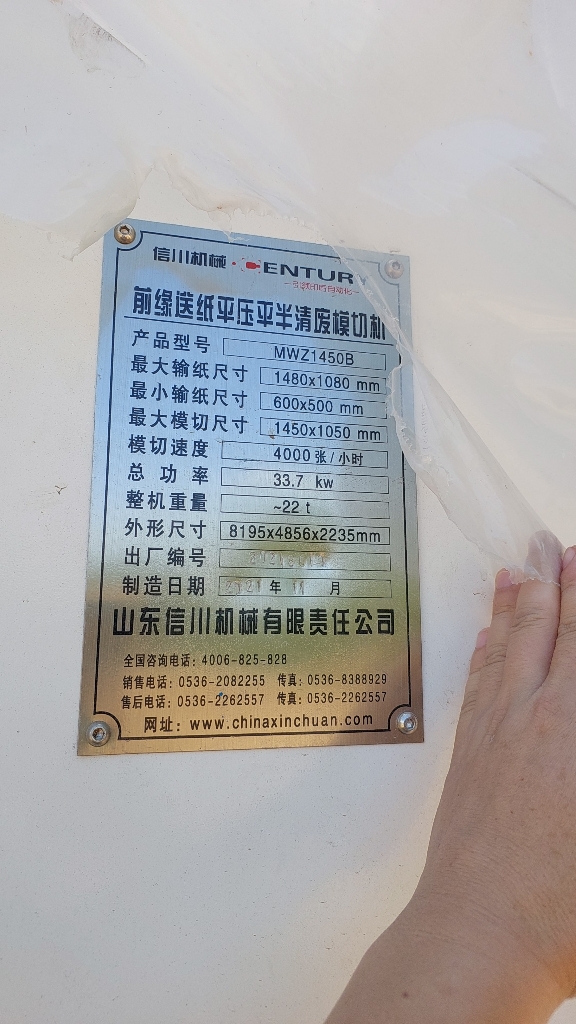 信川机械 CENTURY
前缘送纸平压平半清废模切机
产品型号 MWZ1450B
最大输纸尺寸 1480x1080 mm
最小输纸尺寸 600x500 mm
最大模切尺寸 1450x1050 mm
模切速度 4000 张/小时
总功率 33.7 kw
整机重量 ~22 t
外形尺寸 8195x4856x2235mm
出厂编号
制造日期 2021 年 11 月
山东信川机械有限责任公司
全国咨询电话: 4006-825-828
销售电话: 0536-2082255 传真: 0536-8388929
售后电话: 0536-2262557 传真: 0536-2262557
网址: www.chinaxinchuan.com